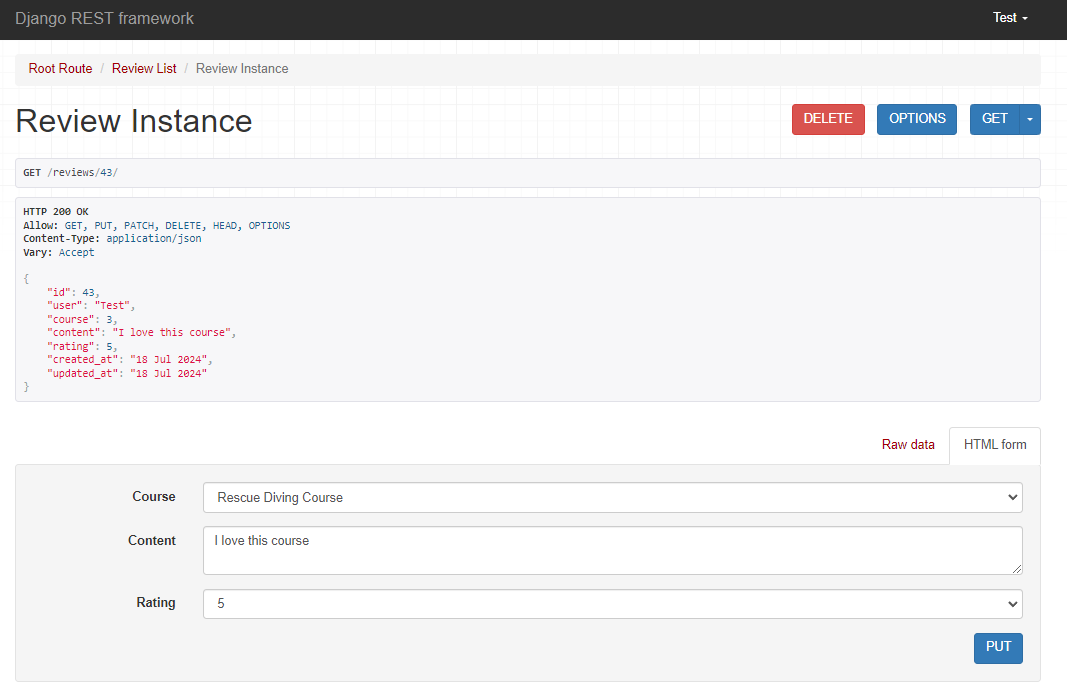 Django REST framework
Test
Root Route / Review List / Review Instance
Review Instance
DELETE OPTIONS GET
GET /reviews/43/
HTTP 200 OK
Allow: GET, PUT, PATCH, DELETE, HEAD, OPTIONS
Content-Type: application/json
Vary: Accept
{
"id": 43,
"user": "Test",
"course": 3,
"content": "I love this course",
"rating": 5,
"created_at": "18 Jul 2024",
"updated_at": "18 Jul 2024"
}
Raw data HTML form
Course Rescue Diving Course
Content I love this course
Rating 5
PUT